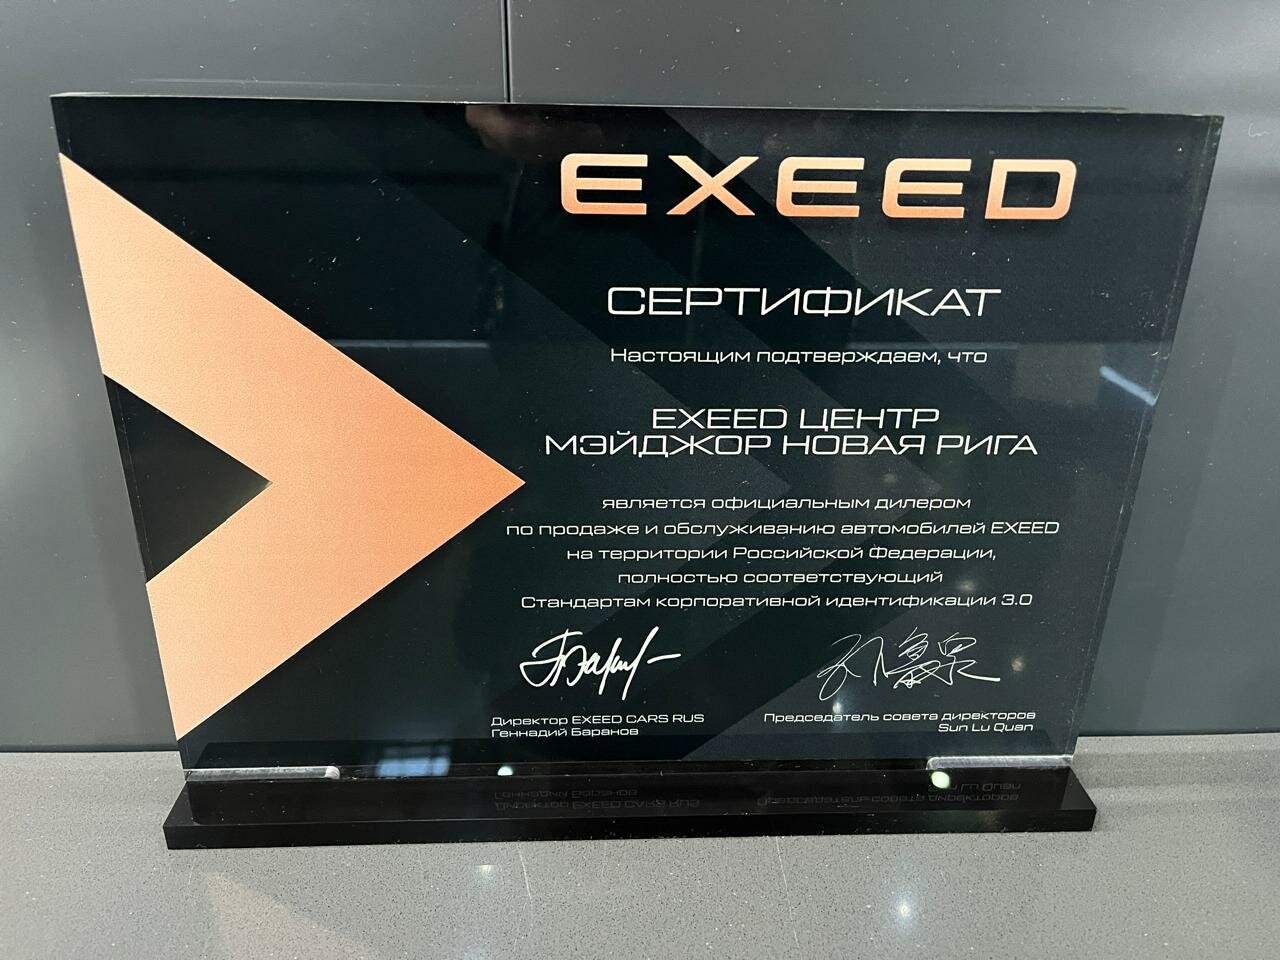 EXEED
СЕРТИФИКАТ
Настоящим подтверждаем, что
EXEED ЦЕНТР
МЭЙДЖОР НОВАЯ РИГА
является официальным дилером
по продаже и обслуживанию автомобилей EXEED
на территории Российской Федерации,
полностью соответствующий
Стандартам корпоративной идентификации 3.0
Директор EXEED CARS RUS
Геннадий Баранов
Председатель совета директоров
Sun Lu Quan